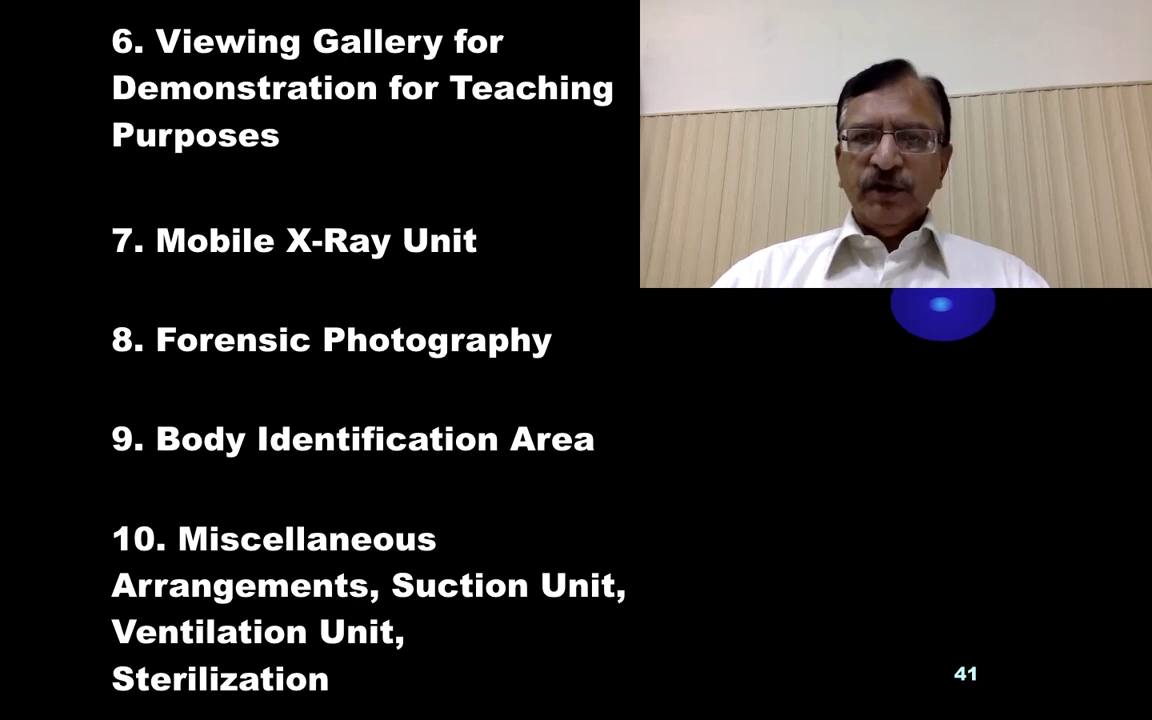 6. Viewing Gallery for
Demonstration for Teaching
Purposes
7. Mobile X-Ray Unit
8. Forensic Photography
9. Body Identification Area
10. Miscellaneous
Arrangements, Suction Unit,
Ventilation Unit,
Sterilization
41